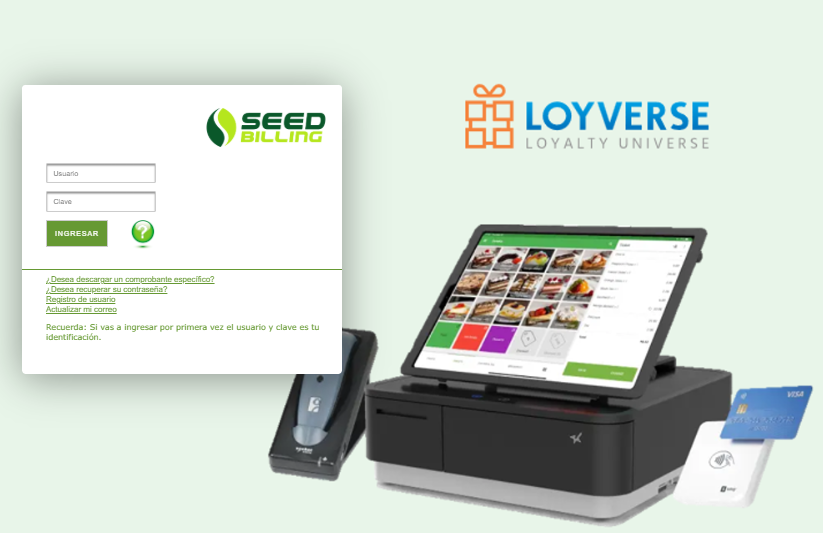 SEED
BILLING
Usuario
Clave
INGRESAR
?
¿Desea descargar un comprobante específico?
¿Desea recuperar su contraseña?
Registro de usuario
Actualizar mi correo
Recuerda: Si vas a ingresar por primera vez el usuario y clave es tu
identificación.
LOYVERSE
LOYALTY UNIVERSE
VISA